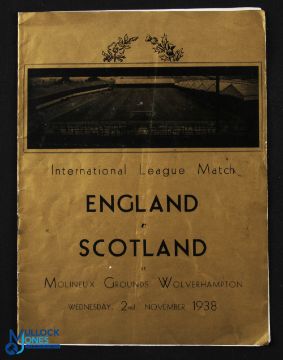 International League Match
ENGLAND
v
SCOTLAND
at
MOLINEUX GROUNDS WOLVERHAMPTON
WEDNESDAY, 2nd NOVEMBER 1938
MULLOCK
JONES